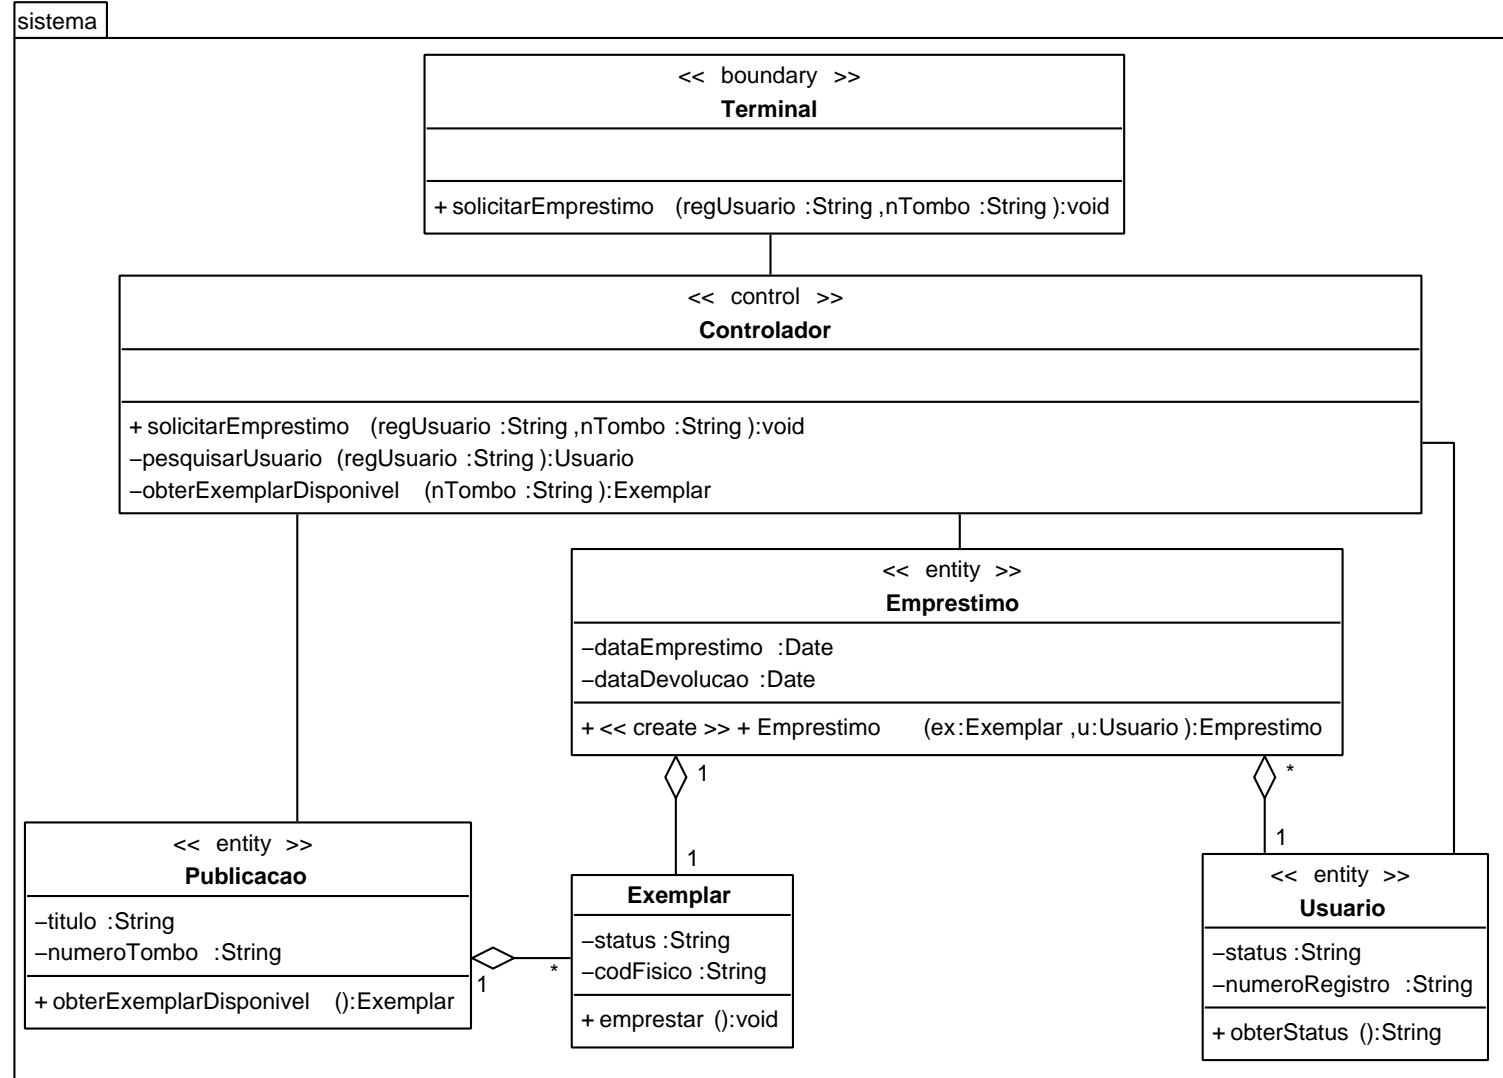 sistema
<< boundary >>
Terminal
+ solicitarEmprestimo (regUsuario :String ,nTombo :String ):void
<< control >>
Controlador
+ solicitarEmprestimo (regUsuario :String ,nTombo :String ):void
–pesquisarUsuario (regUsuario :String ):Usuario
–obterExemplarDisponivel (nTombo :String ):Exemplar
<< entity >>
Emprestimo
–dataEmprestimo :Date
–dataDevolucao :Date
+ << create >> + Emprestimo (ex:Exemplar ,u:Usuario ):Emprestimo
1
*
1
1
<< entity >>
Publicacao
–titulo :String
–numeroTombo :String
+ obterExemplarDisponivel ():Exemplar
1
*
Exemplar
–status :String
–codFisico :String
+ emprestar ():void
<< entity >>
Usuario
–status :String
–numeroRegistro :String
+ obterStatus ():String